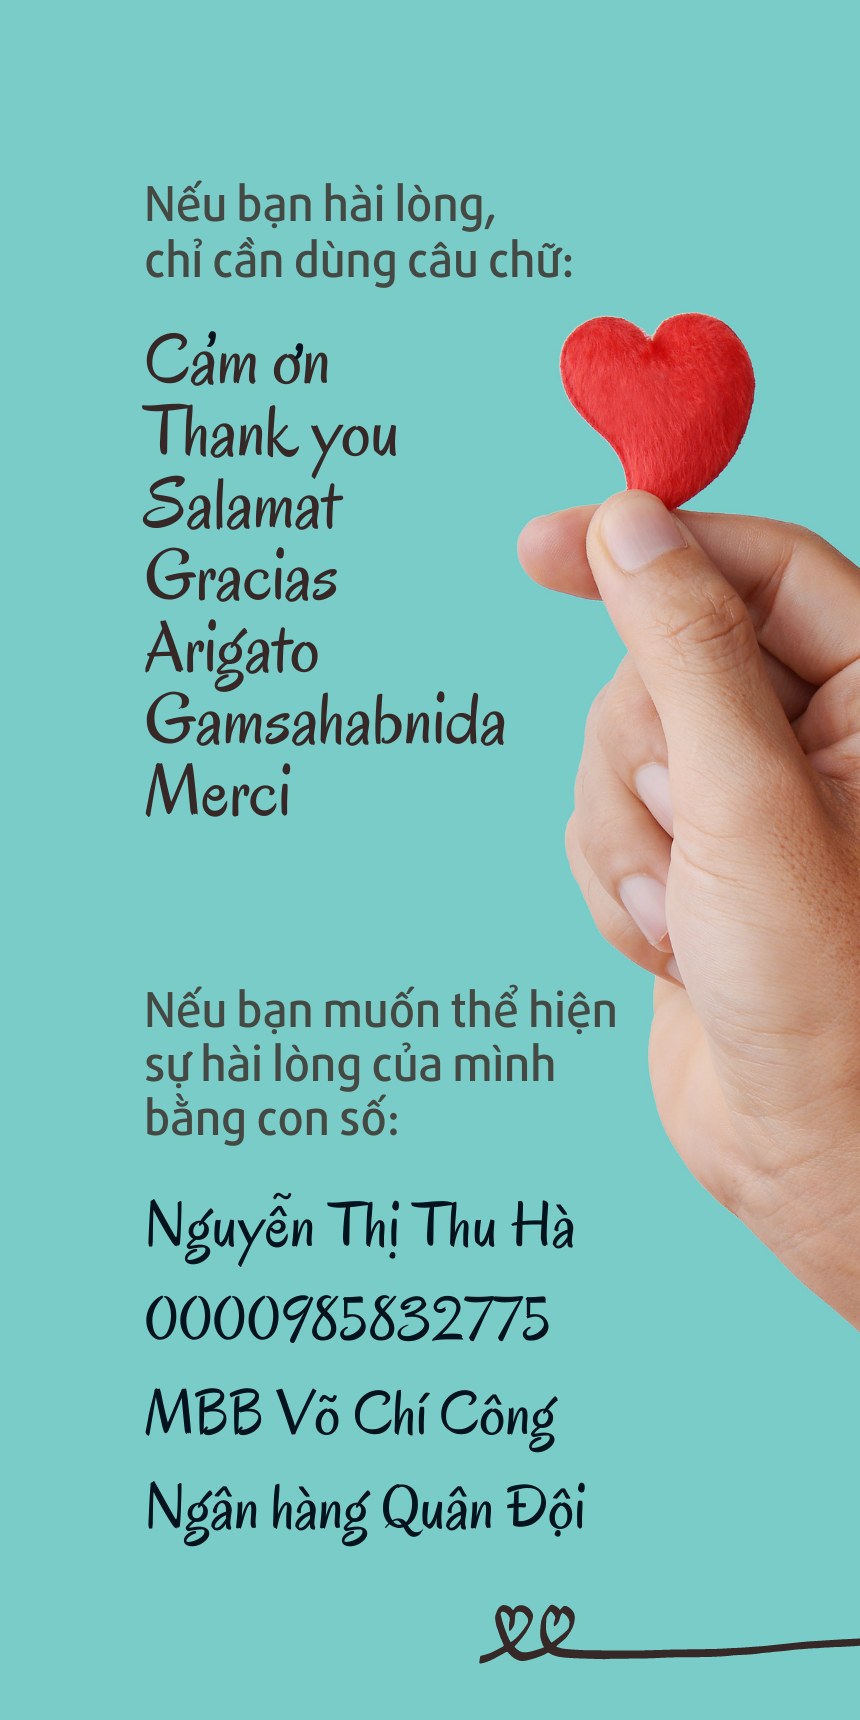 Nếu bạn hài lòng,
chỉ cần dùng câu chữ:
Cảm ơn
Thank you
Salamat
Gracias
Arigato
Gamsahabnida
Merci
Nếu bạn muốn thể hiện
sự hài lòng của mình
bằng con số:
Nguyễn Thị Thu Hà
0000985832775
MBB Võ Chí Công
Ngân hàng Quân Đội